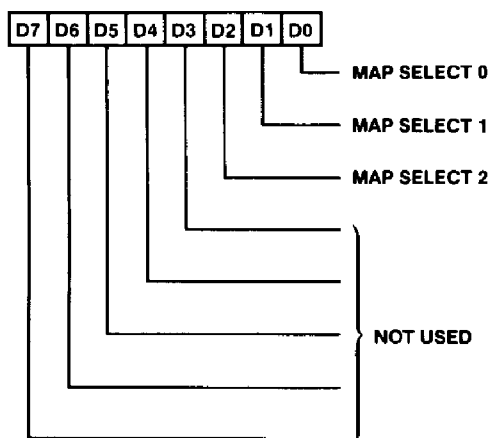 D7 D6 D5 D4 D3 D2 D1 D0
MAP SELECT 0
MAP SELECT 1
MAP SELECT 2
NOT USED